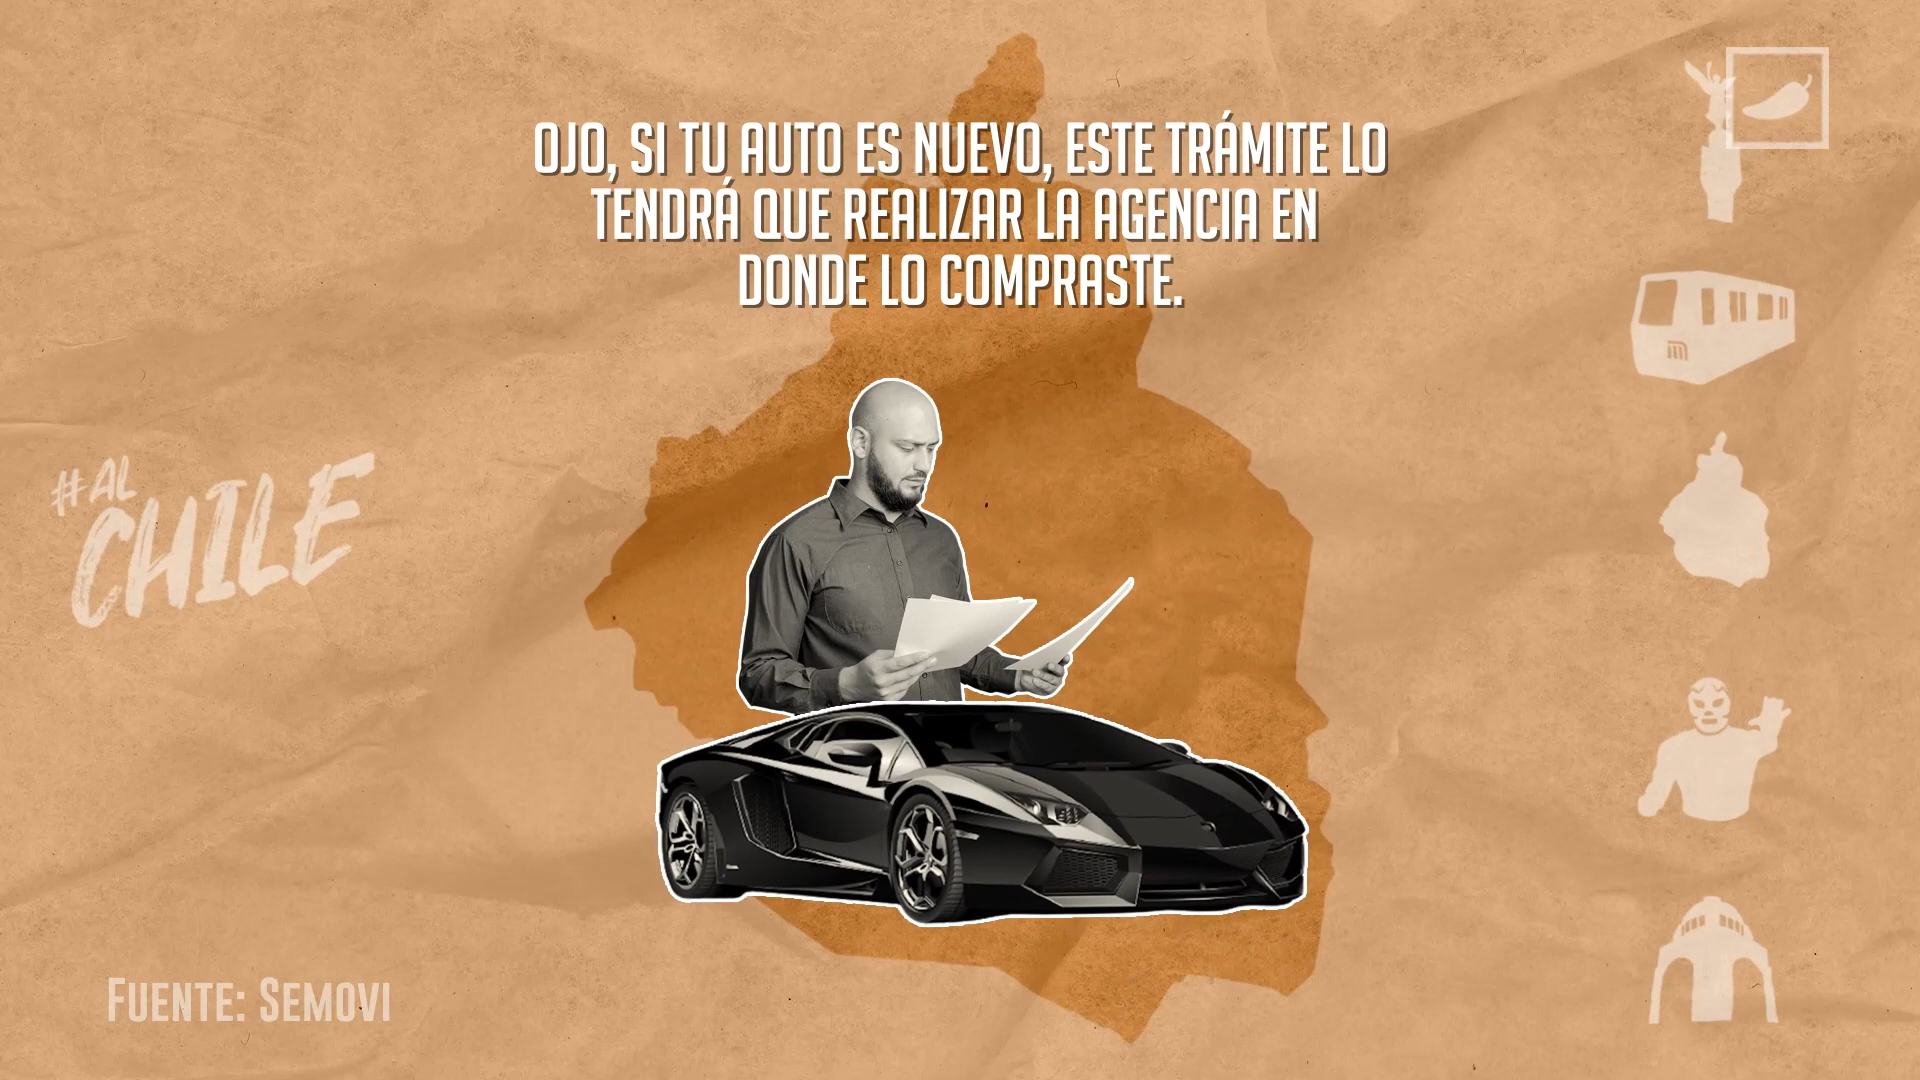 OJO, SI TU AUTO ES NUEVO, ESTE TRÁMITE LO
TENDRÁ QUE REALIZAR LA AGENCIA EN
DONDE LO COMPRASTE.
#AL
CHILE
FUENTE: SEMOVI